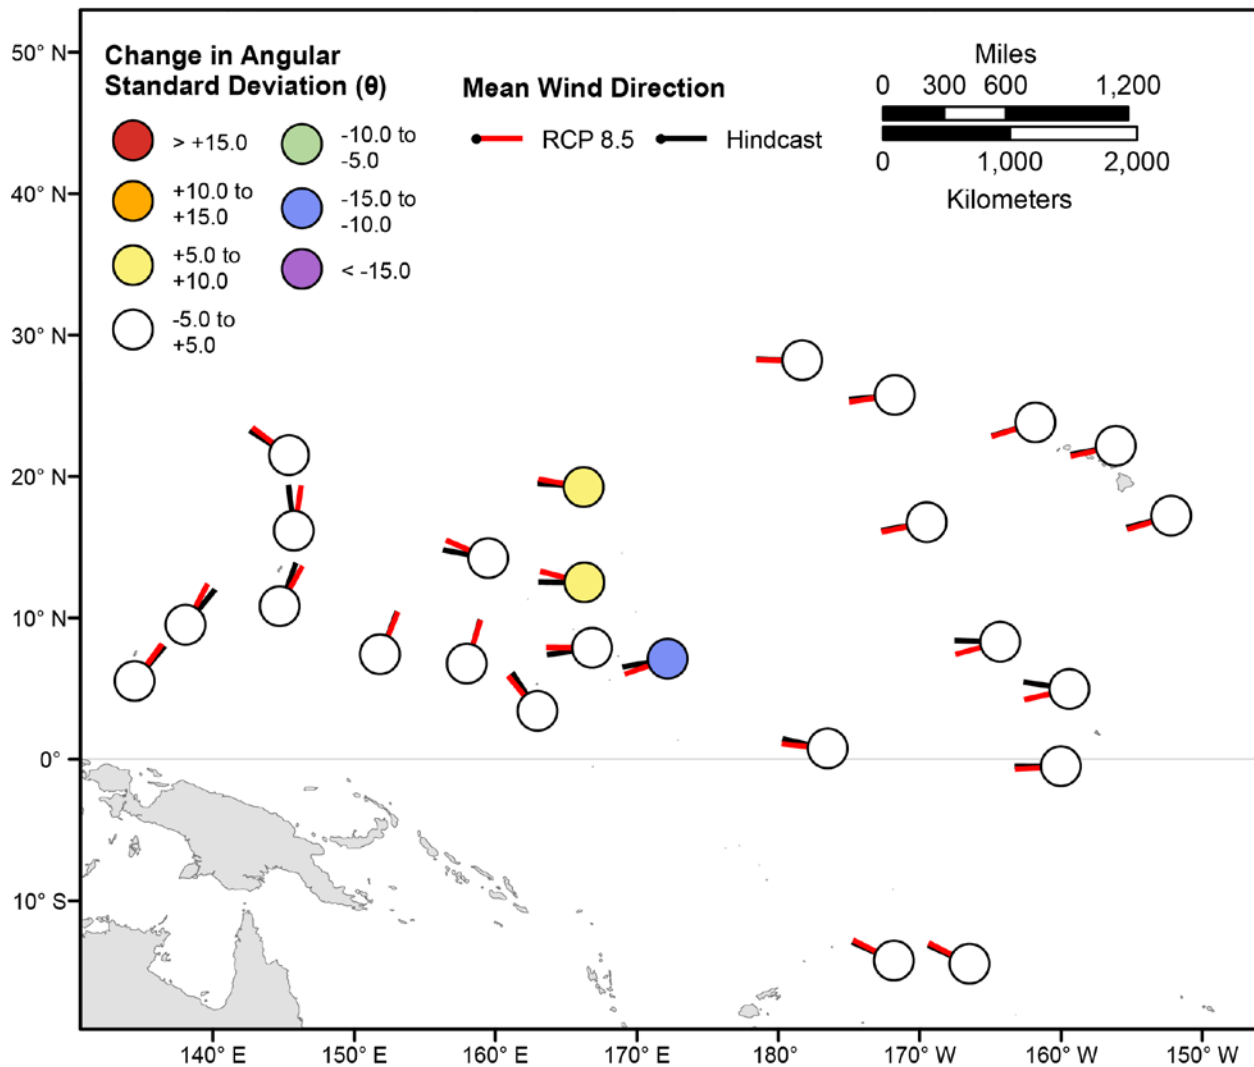 Change in Angular
Standard Deviation (θ)
> +15.0
+10.0 to
+15.0
+5.0 to
+10.0
-5.0 to
+5.0
-10.0 to
-5.0
-15.0 to
-10.0
< -15.0
Mean Wind Direction
RCP 8.5
Hindcast
Miles
0 300 600 1,200
0 1,000 2,000
Kilometers
50° N
40° N
30° N
20° N
10° N
0°
10° S
140° E 150° E 160° E 170° E 180° 170° W 160° W 150° W